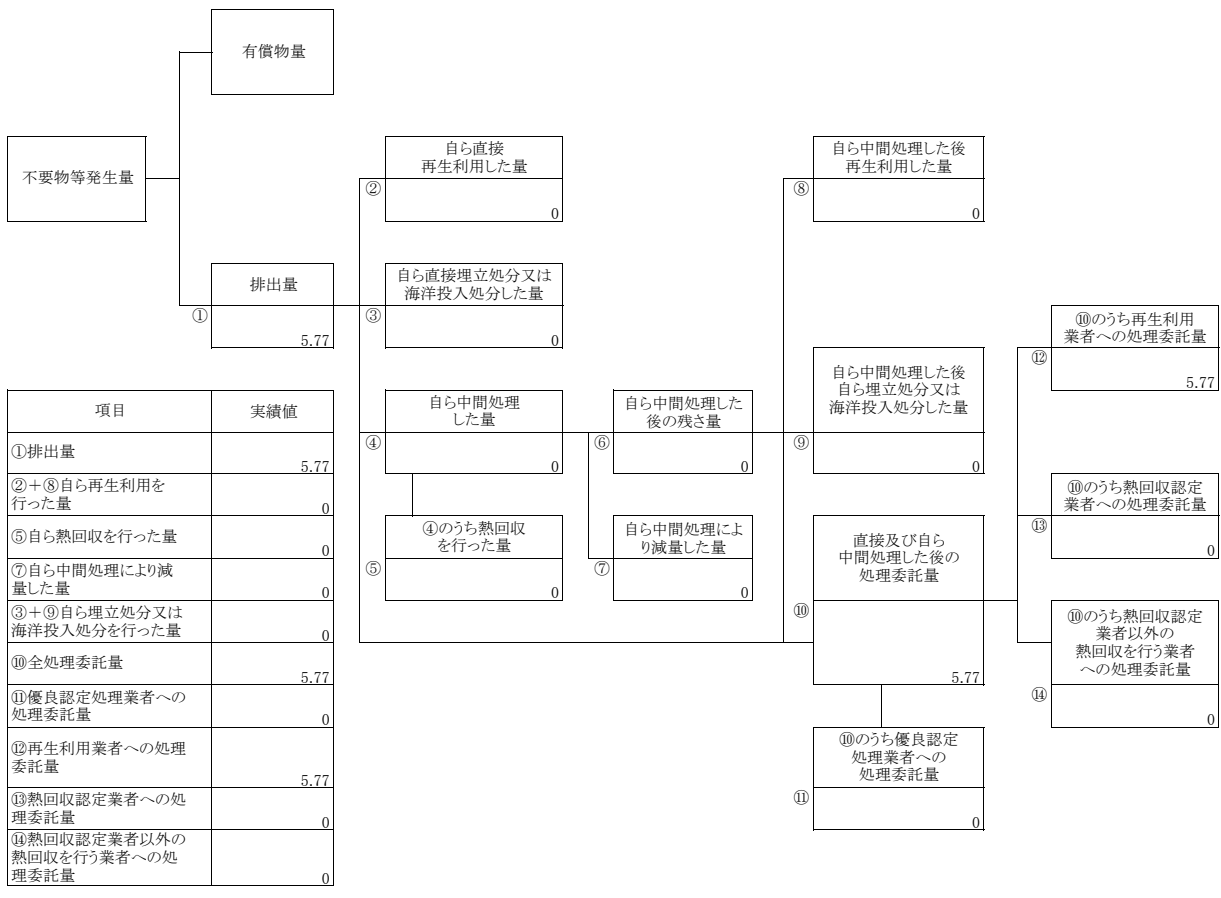 有償物量
不要物等発生量
自ら直接
再生利用した量
②
0
自ら中間処理した後
再生利用した量
⑧
0
排出量
①
5.77
自ら直接埋立処分又は
海洋投入処分した量
③
0
自ら中間処理
した量
④
0
自ら中間処理した
後の残さ量
⑥
0
自ら中間処理した後
自ら埋立処分又は
海洋投入処分した量
⑨
0
⑩のうち再生利用
業者への処理委託量
⑫
5.77
④のうち熱回収
を行った量
⑤
0
自ら中間処理によ
り減量した量
⑦
0
直接及び自ら
中間処理した後の
処理委託量
⑩
5.77
⑩のうち熱回収認定
業者への処理委託量
⑬
0
⑩のうち熱回収認定
業者以外の
熱回収を行う業者
への処理委託量
⑭
0
⑩のうち優良認定
処理業者への
処理委託量
⑪
0
項目 実績値
①排出量
5.77
②＋⑧自ら再生利用を
行った量
0
⑤自ら熱回収を行った量
0
⑦自ら中間処理により減
量した量
0
③＋⑨自ら埋立処分又は
海洋投入処分を行った量
0
⑩全処理委託量
5.77
⑪優良認定処理業者への
処理委託量
0
⑫再生利用業者への処理
委託量
5.77
⑬熱回収認定業者への処
理委託量
0
⑭熱回収認定業者以外の
熱回収を行う業者への処
理委託量
0